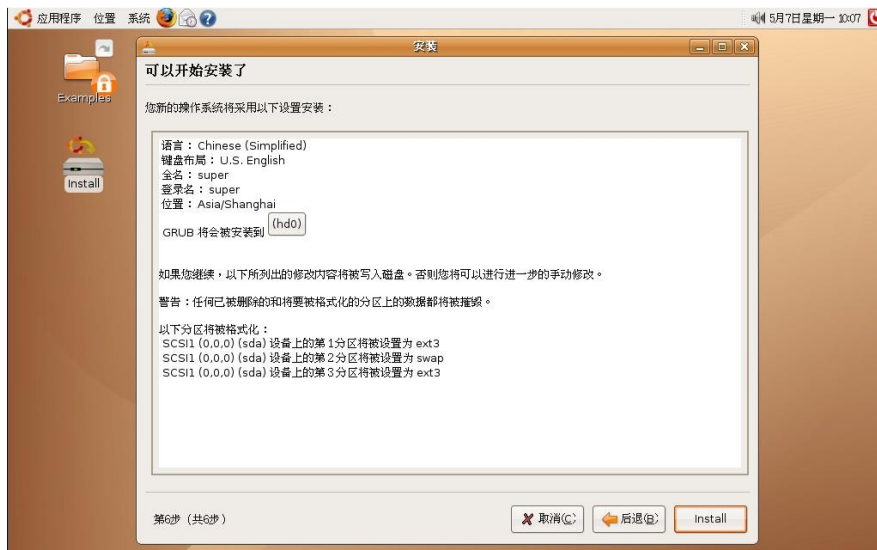 应用程序 位置 系统
5月7日星期一 10:07
Examples
Install
安装
可以开始安装了
您新的操作系统将采用以下设置安装：
语言：Chinese (Simplified)
键盘布局：U.S. English
全名：super
登录名：super
位置：Asia/Shanghai
GRUB 将会被安装到 (hd0)
如果您继续，以下所列出的修改内容将被写入磁盘。否则您将可以进行进一步的手动修改。
警告：任何已被删除的和将要被格式化的分区上的数据都将被摧毁。
以下分区将被格式化：
SCSI1 (0,0,0) (sda) 设备上的第1分区将被设置为 ext3
SCSI1 (0,0,0) (sda) 设备上的第2分区将被设置为 swap
SCSI1 (0,0,0) (sda) 设备上的第3分区将被设置为 ext3
第6步（共6步）
取消(C) 后退(B) Install